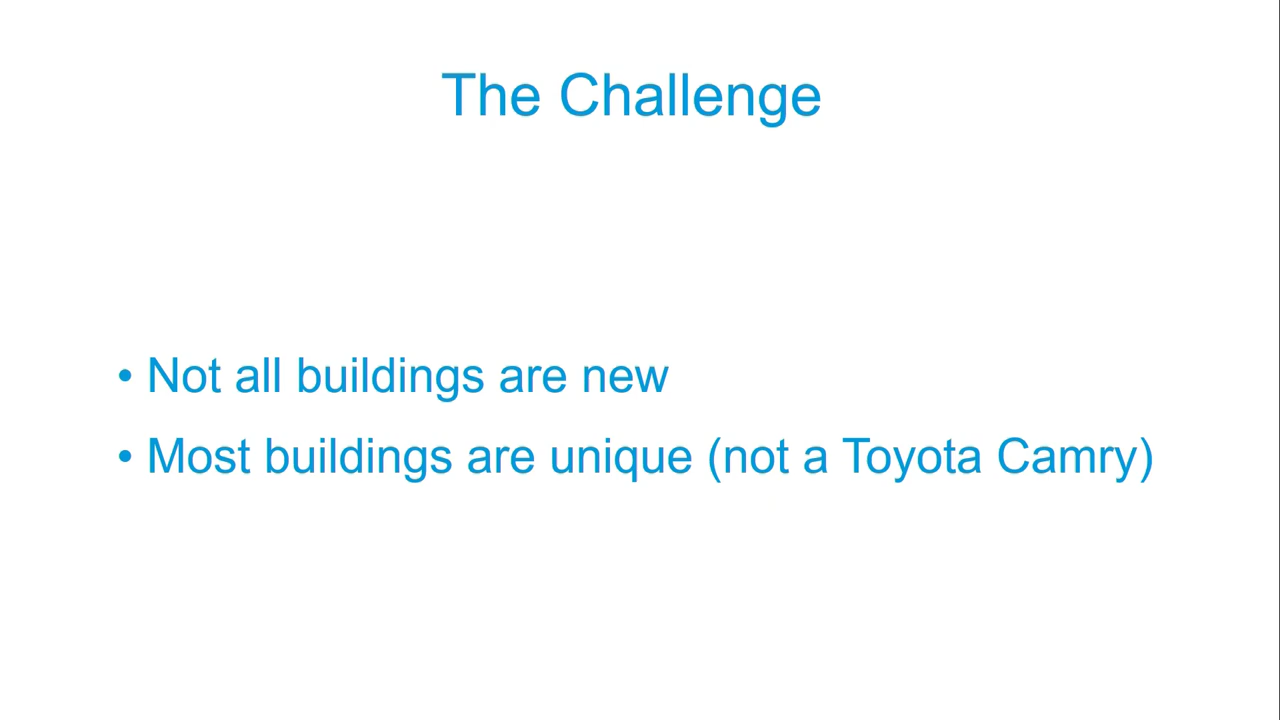 The Challenge
• Not all buildings are new
• Most buildings are unique (not a Toyota Camry)